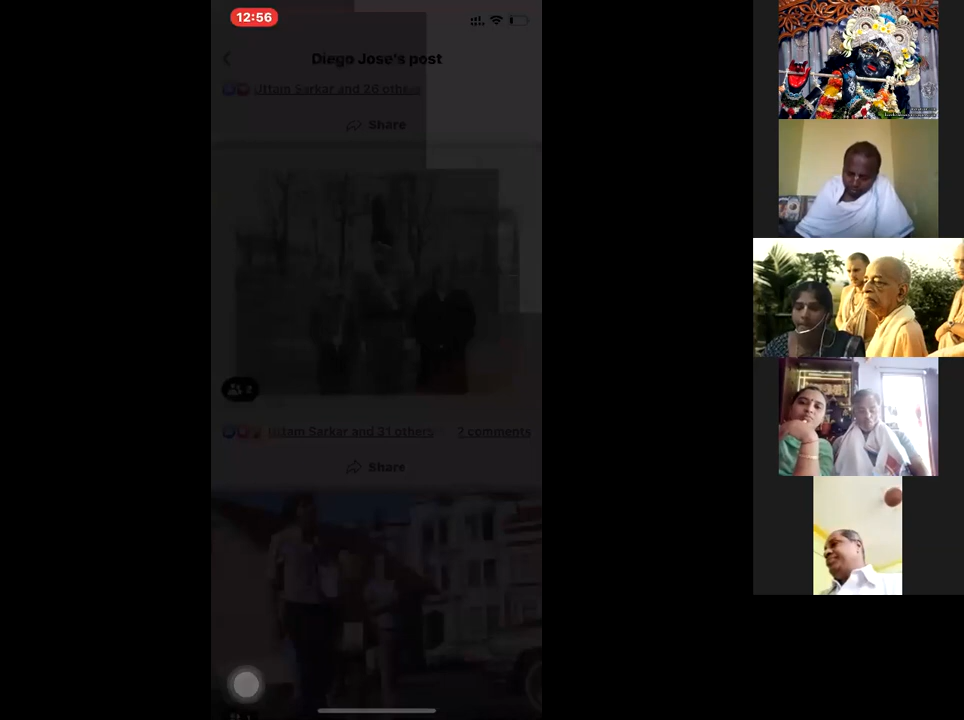 12:56
Diego Jose's post
Uttam Sarkar and 26 others
Share
2
Uttam Sarkar and 31 others
2 comments
Share